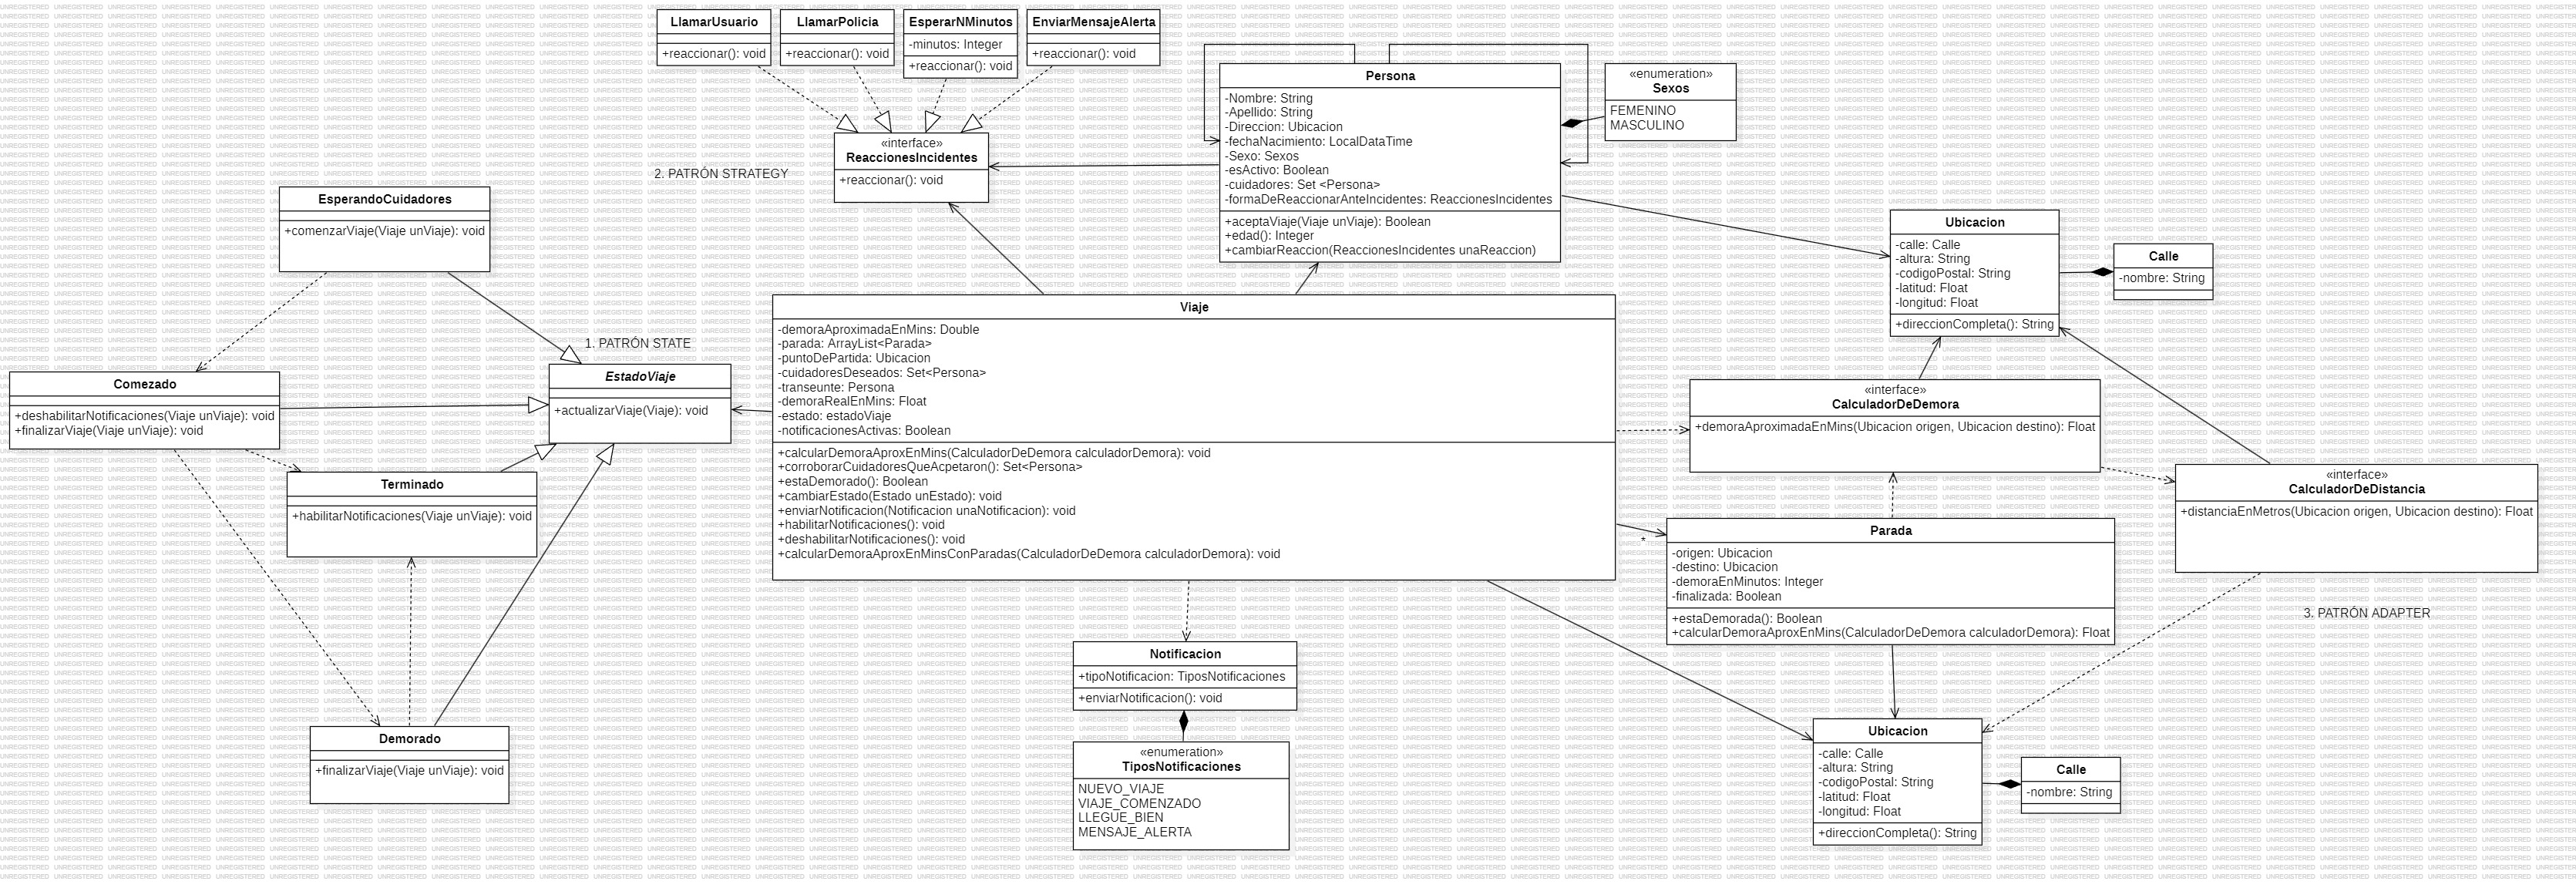 LlamarUsuario
+reaccionar(): void
LlamarPolicia
+reaccionar(): void
EsperarNMinutos
-minutos: Integer
+reaccionar(): void
EnviarMensajeAlerta
+reaccionar(): void
«interface»
ReaccionesIncidentes
+reaccionar(): void
2. PATRÓN STRATEGY
Persona
-Nombre: String
-Apellido: String
-Direccion: Ubicacion
-fechaNacimiento: LocalDataTime
-Sexo: Sexos
-esActivo: Boolean
-cuidadores: Set <Persona>
-formaDeReaccionarAnteIncidentes: ReaccionesIncidentes
+aceptaViaje(Viaje unViaje): Boolean
+edad(): Integer
+cambiarReaccion(ReaccionesIncidentes unaReaccion)
«enumeration»
Sexos
FEMENINO
MASCULINO
EsperandoCuidadores
+comenzarViaje(Viaje unViaje): void
Ubicacion
-calle: Calle
-altura: String
-codigoPostal: String
-latitud: Float
-longitud: Float
+direccionCompleta(): String
Calle
-nombre: String
1. PATRÓN STATE
EstadoViaje
+actualizarViaje(Viaje): void
Comezado
+deshabilitarNotificaciones(Viaje unViaje): void
+finalizarViaje(Viaje unViaje): void
Terminado
+habilitarNotificaciones(Viaje unViaje): void
Demorado
+finalizarViaje(Viaje unViaje): void
Viaje
-demoraAproximadaEnMins: Double
-parada: ArrayList<Parada>
-puntoDePartida: Ubicacion
-cuidadoresDeseados: Set<Persona>
-transeunte: Persona
-demoraRealEnMins: Float
-estado: estadoViaje
-notificacionesActivas: Boolean
+calcularDemoraAproxEnMins(CalculadorDeDemora calculadorDemora): void
+corroborarCuidadoresQueAcpetaron(): Set<Persona>
+estaDemorado(): Boolean
+cambiarEstado(Estado unEstado): void
+enviarNotificacion(Notificacion unaNotificacion): void
+habilitarNotificaciones(): void
+deshabilitarNotificaciones(): void
+calcularDemoraAproxEnMinsConParadas(CalculadorDeDemora calculadorDemora): void
«interface»
CalculadorDeDemora
+demoraAproximadaEnMins(Ubicacion origen, Ubicacion destino): Float
«interface»
CalculadorDeDistancia
+distanciaEnMetros(Ubicacion origen, Ubicacion destino): Float
*
Parada
-origen: Ubicacion
-destino: Ubicacion
-demoraEnMinutos: Integer
-finalizada: Boolean
+estaDemorada(): Boolean
+calcularDemoraAproxEnMins(CalculadorDeDemora calculadorDemora): Float
3. PATRÓN ADAPTER
Notificacion
+tipoNotificacion: TiposNotificaciones
+enviarNotificacion(): void
«enumeration»
TiposNotificaciones
NUEVO_VIAJE
VIAJE_COMENZADO
LLEGUE_BIEN
MENSAJE_ALERTA
Ubicacion
-calle: Calle
-altura: String
-codigoPostal: String
-latitud: Float
-longitud: Float
+direccionCompleta(): String
Calle
-nombre: String
UNREGISTERED